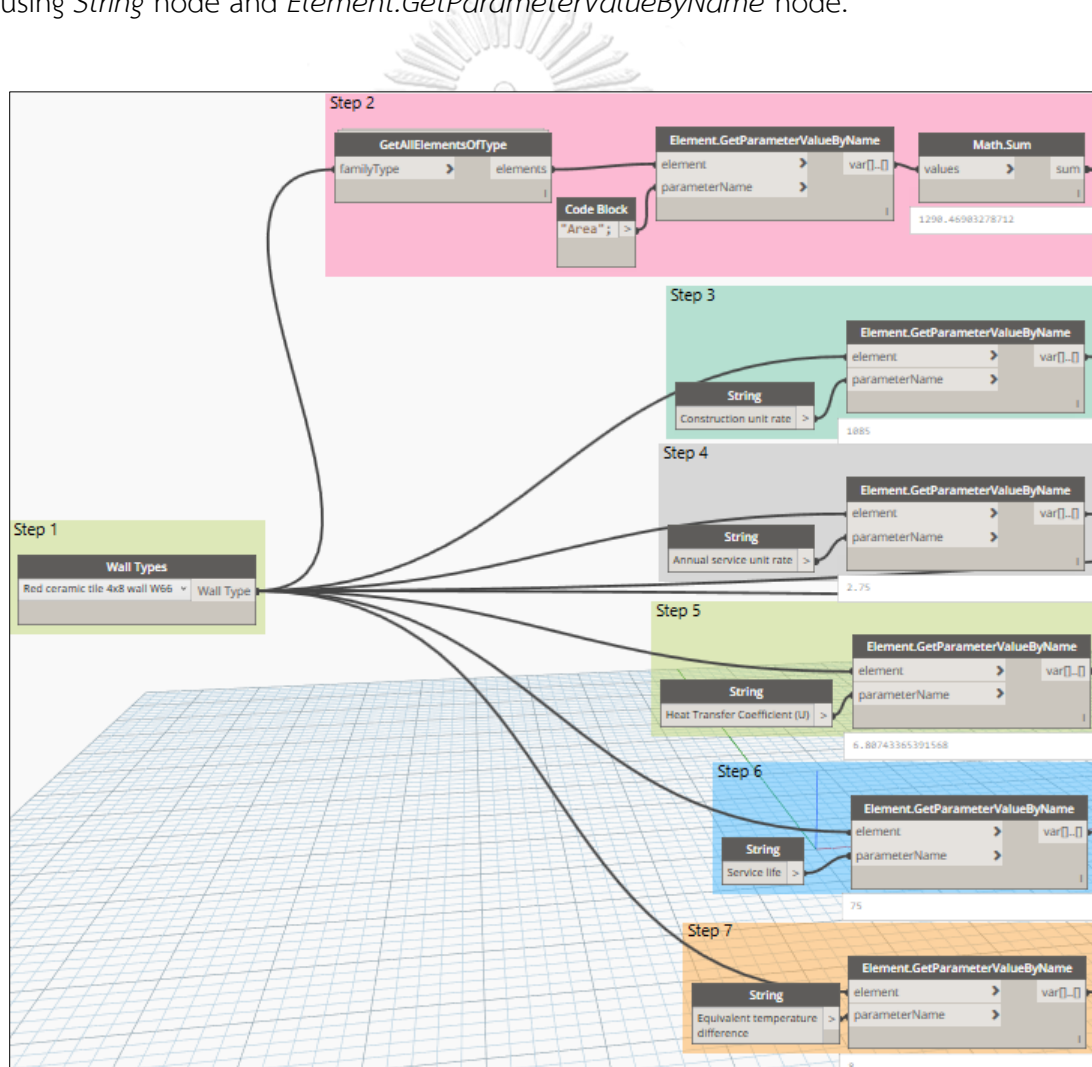 using String node and Element.GetParameterValueByName node.
Step 2
GetAllElementsOfType
familyType > elements
Element.GetParameterValueByName
element > var[]..[]
parameterName >
Math.Sum
values > sum
Code Block
"Area"; >
1290.46903278712
Step 3
Element.GetParameterValueByName
element > var[]..[]
parameterName >
String
Construction unit rate >
1085
Step 4
Element.GetParameterValueByName
element > var[]..[]
parameterName >
String
Annual service unit rate >
2.75
Step 1
Wall Types
Red ceramic tile 4x8 wall W66 Wall Type
Step 5
Element.GetParameterValueByName
element > var[]..[]
parameterName >
String
Heat Transfer Coefficient (U) >
6.80743365391568
Step 6
Element.GetParameterValueByName
element > var[]..[]
parameterName >
String
Service life >
75
Step 7
Element.GetParameterValueByName
element > var[]..[]
parameterName >
String
Equivalent temperature >
difference